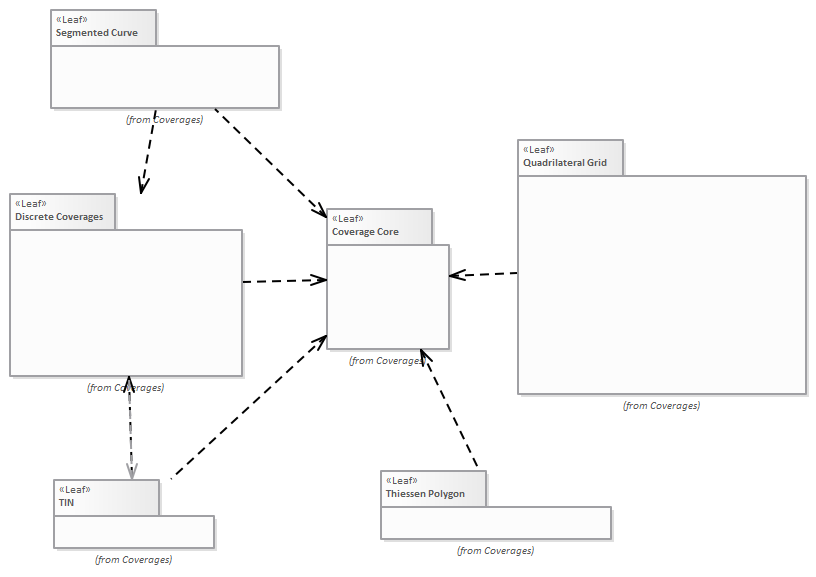 «Leaf»
Segmented Curve
(from Coverages)
«Leaf»
Quadrilateral Grid
(from Coverages)
«Leaf»
Discrete Coverages
(from Coverages)
«Leaf»
Coverage Core
(from Coverages)
«Leaf»
TIN
(from Coverages)
«Leaf»
Thiessen Polygon
(from Coverages)